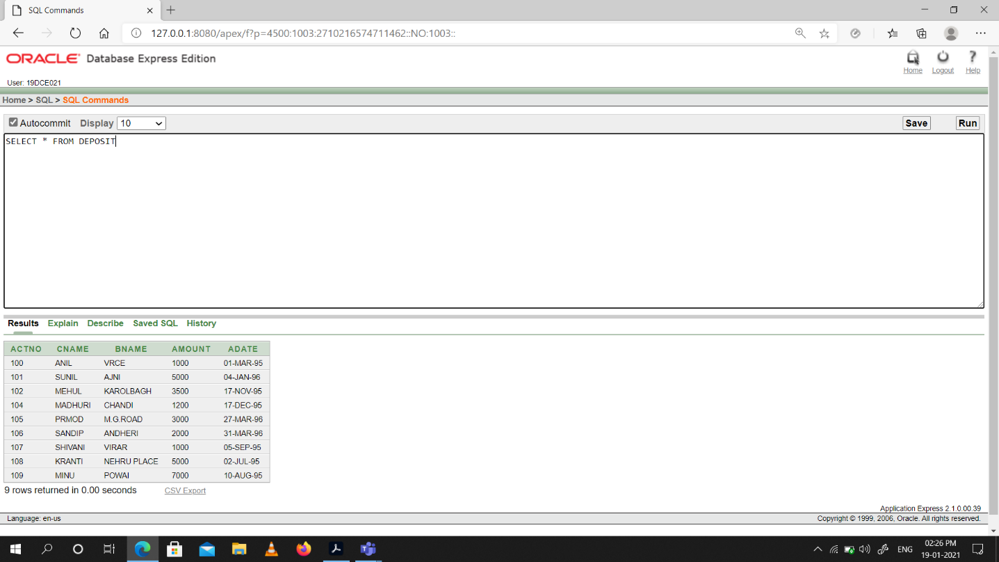 SQL Commands
127.0.0.1:8080/apex/f?p=4500:1003:2710216574711462::NO:1003::
ORACLE Database Express Edition
Home Logout Help
User: 19DCE021
Home > SQL > SQL Commands
Autocommit Display 10 Save Run
SELECT * FROM DEPOSIT
Results Explain Describe Saved SQL History
ACTNO CNAME BNAME AMOUNT ADATE
100 ANIL VRCE 1000 01-MAR-95
101 SUNIL AJNI 5000 04-JAN-96
102 MEHUL KAROLBAGH 3500 17-NOV-95
104 MADHURI CHANDI 1200 17-DEC-95
105 PRMOD M.G.ROAD 3000 27-MAR-96
106 SANDIP ANDHERI 2000 31-MAR-96
107 SHIVANI VIRAR 1000 05-SEP-95
108 KRANTI NEHRU PLACE 5000 02-JUL-95
109 MINU POWAI 7000 10-AUG-95
9 rows returned in 0.00 seconds CSV Export
Application Express 2.1.0.00.39
Language: en-us Copyright © 1999, 2006, Oracle. All rights reserved.
ENG 02:26 PM
19-01-2021